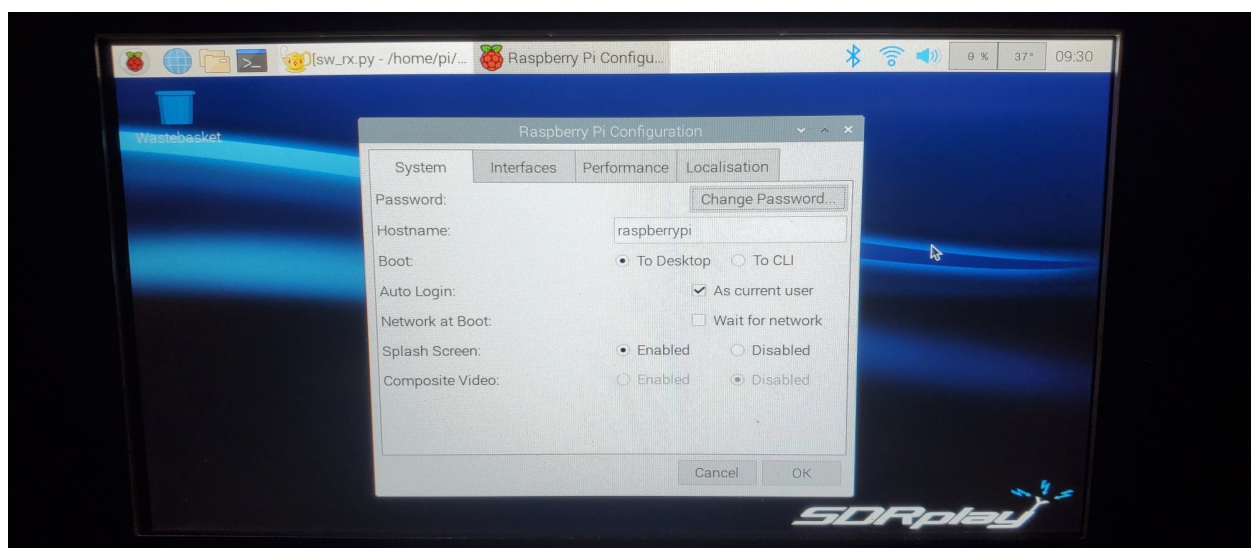 [sw_rx.py - /home/pi/...
Raspberry Pi Configu...
0 %
37°
09:30
Wastebasket
Raspberry Pi Configuration
System Interfaces Performance Localisation
Password: Change Password...
Hostname: raspberrypi
Boot: To Desktop To CLI
Auto Login: As current user
Network at Boot: Wait for network
Splash Screen: Enabled Disabled
Composite Video: Enabled Disabled
Cancel OK
SDRplay